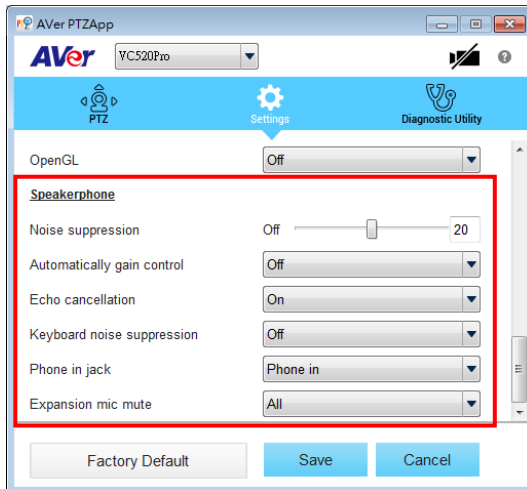 AVer PTZApp
AVer VC520Pro
PTZ Settings Diagnostic Utility
OpenGL Off
Speakerphone
Noise suppression Off 20
Automatically gain control Off
Echo cancellation On
Keyboard noise suppression Off
Phone in jack Phone in
Expansion mic mute All
Factory Default Save Cancel